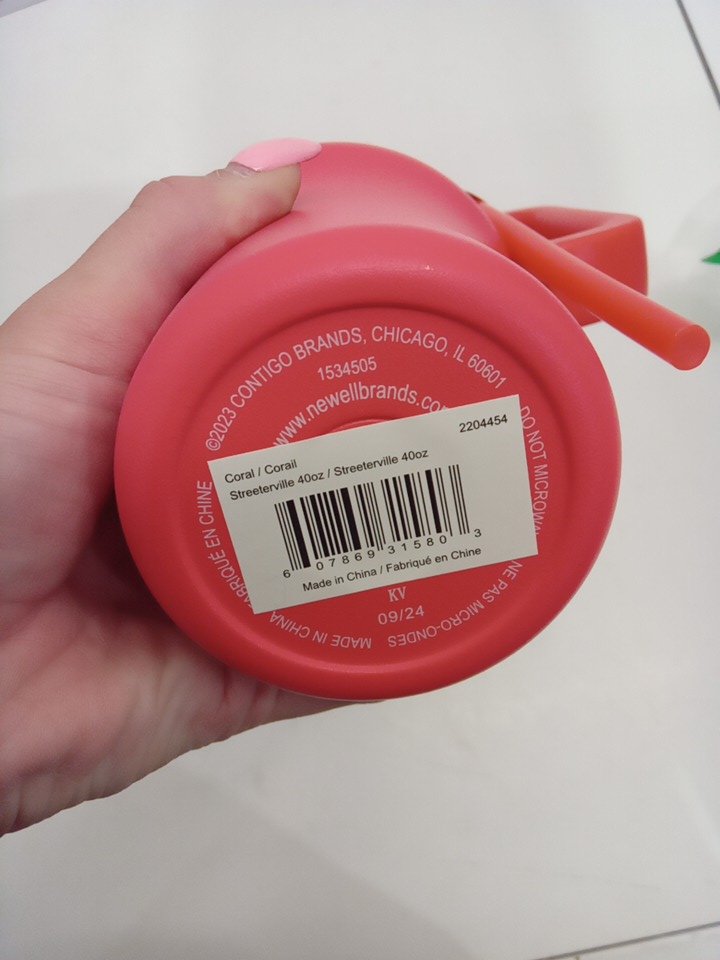 ©2023 CONTIGO BRANDS, CHICAGO, IL 60601
1534505
www.newellbrands.co
2204454
Coral / Corail
Streeterville 40oz / Streeterville 40oz
6 07869 31580 3
Made in China / Fabriqué en Chine
KV
09/24
DO NOT MICROWA
NE PAS MICRO-ONDES
MADE IN CHINA
FABRIQUÉ EN CHINE